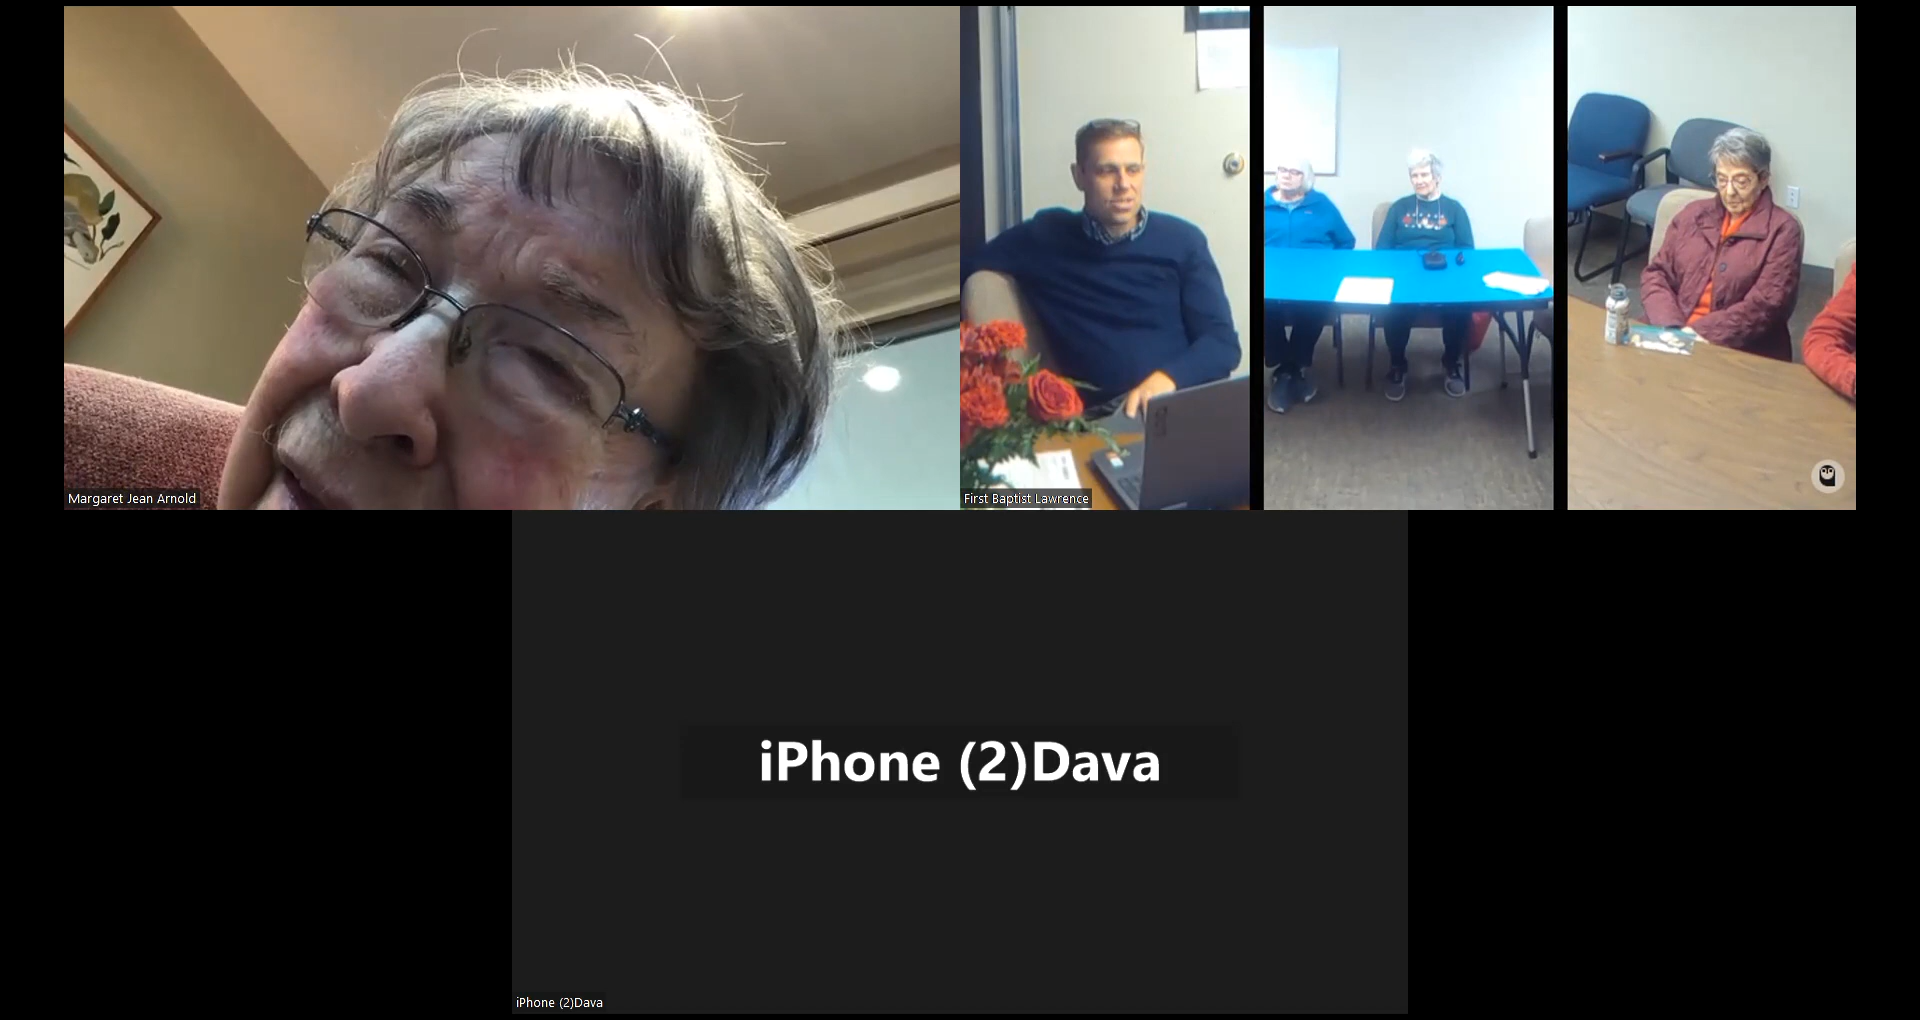 Margaret Jean Arnold
First Baptist Lawrence
iPhone (2)Dava
iPhone (2)Dava